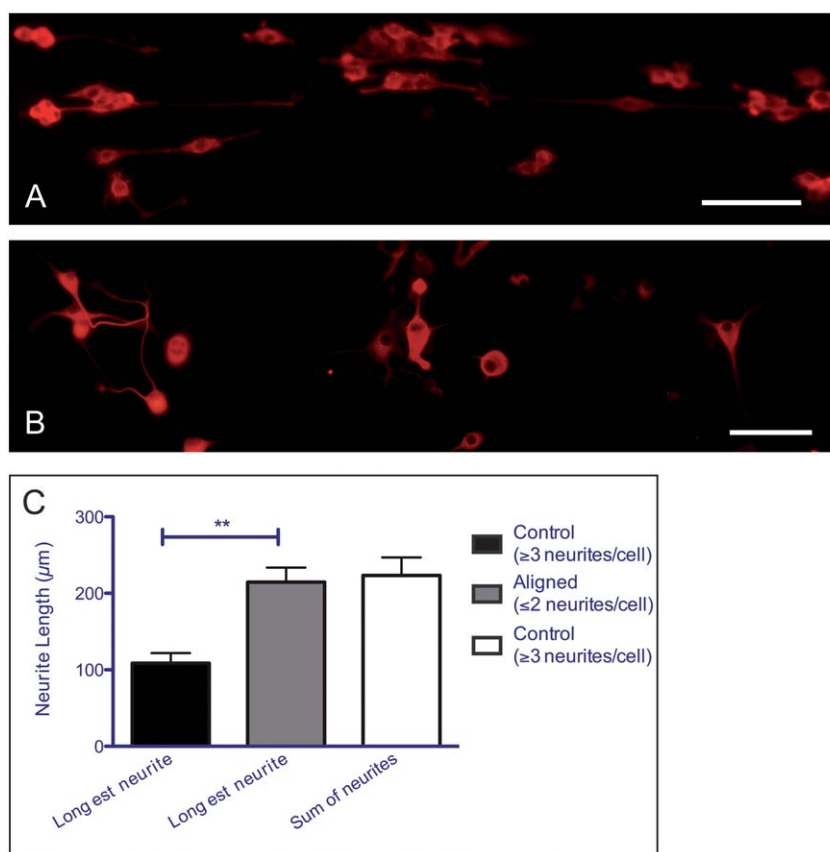 A
B
C
300
200
100
0
Neurite Length (µm)
**
Long est neurite
Long est neurite
Sum of neurites
Control
(≥3 neurites/cell)
Aligned
(≤2 neurites/cell)
Control
(≥3 neurites/cell)